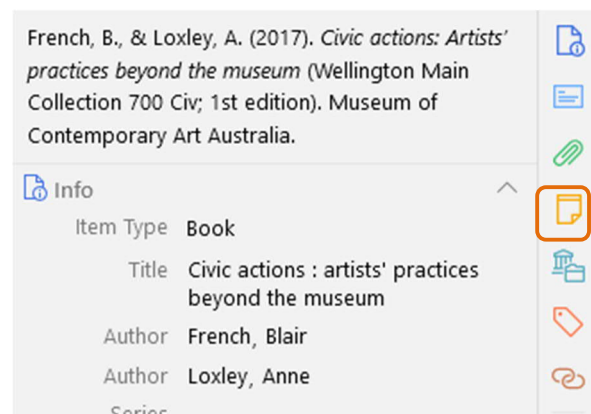 French, B., & Loxley, A. (2017). Civic actions: Artists'
practices beyond the museum (Wellington Main
Collection 700 Civ; 1st edition). Museum of
Contemporary Art Australia.
Info
Item Type Book
Title Civic actions : artists' practices
beyond the museum
Author French, Blair
Author Loxley, Anne
Series